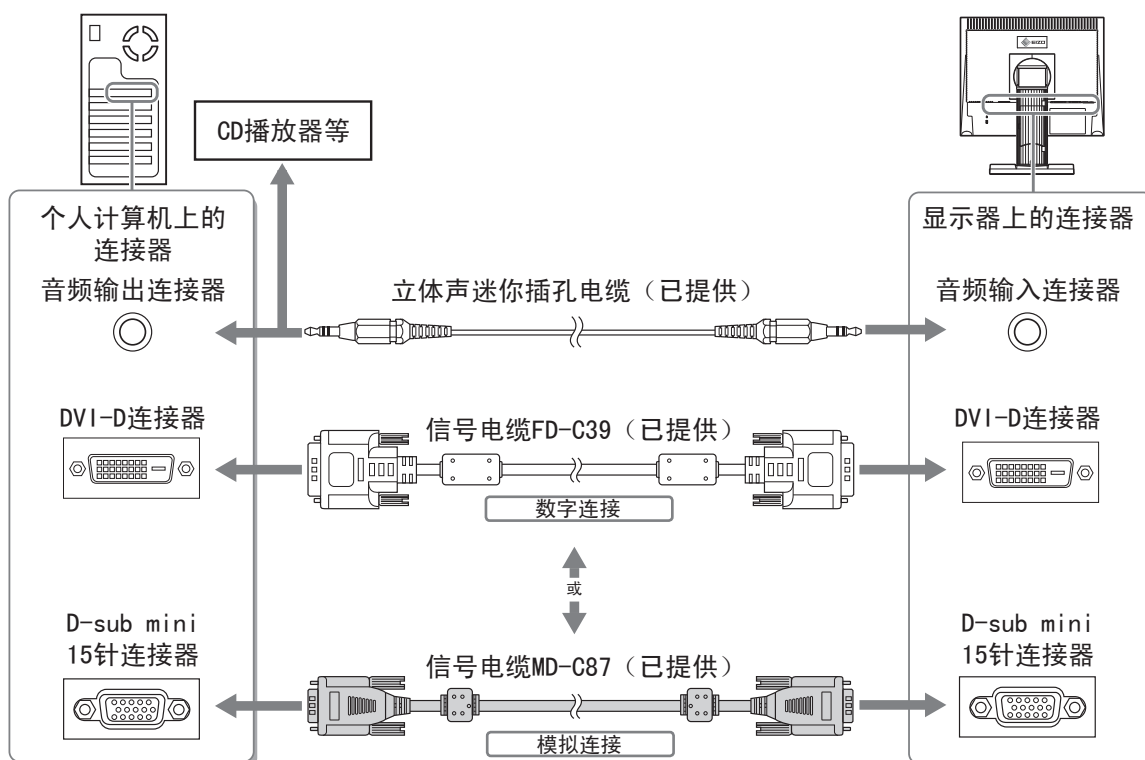 EIZO
CD播放器等
个人计算机上的
连接器
显示器上的连接器
音频输出连接器
立体声迷你插孔电缆（已提供）
音频输入连接器
DVI-D连接器
信号电缆FD-C39（已提供）
DVI-D连接器
数字连接
或
D-sub mini
15针连接器
信号电缆MD-C87（已提供）
D-sub mini
15针连接器
模拟连接